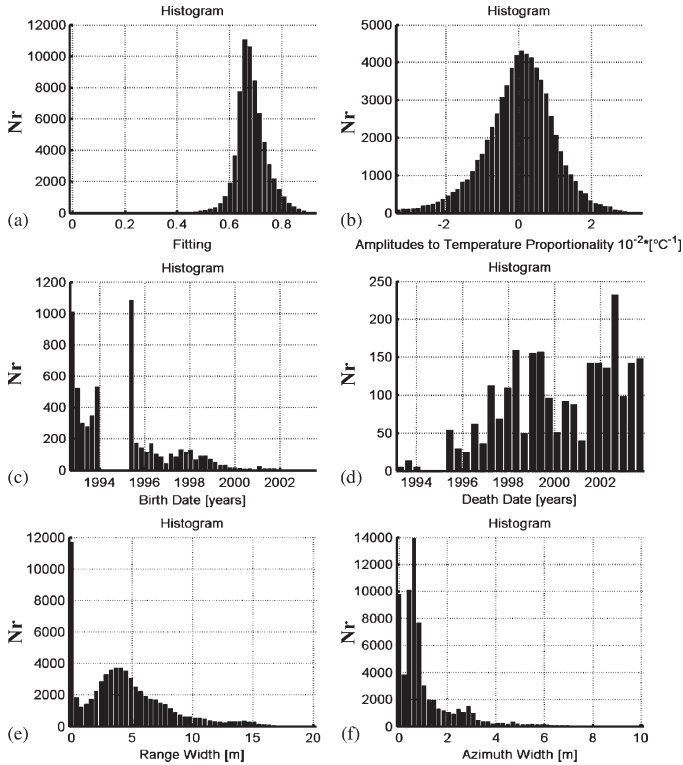 Histogram
Nr
12000
10000
8000
6000
4000
2000
0
0 0.2 0.4 0.6 0.8
(a)
Fitting
Histogram
Nr
5000
4000
3000
2000
1000
0
-2 0 2
(b)
Amplitudes to Temperature Proportionality 10-2*[ºC-1]
Histogram
Nr
1200
1000
800
600
400
200
0
1994 1996 1998 2000 2002
(c)
Birth Date [years]
Histogram
Nr
250
200
150
100
50
0
1994 1996 1998 2000 2002
(d)
Death Date [years]
Histogram
Nr
12000
10000
8000
6000
4000
2000
0
0 5 10 15 20
(e)
Range Width [m]
Histogram
Nr
14000
12000
10000
8000
6000
4000
2000
0
0 2 4 6 8 10
(f)
Azimuth Width [m]